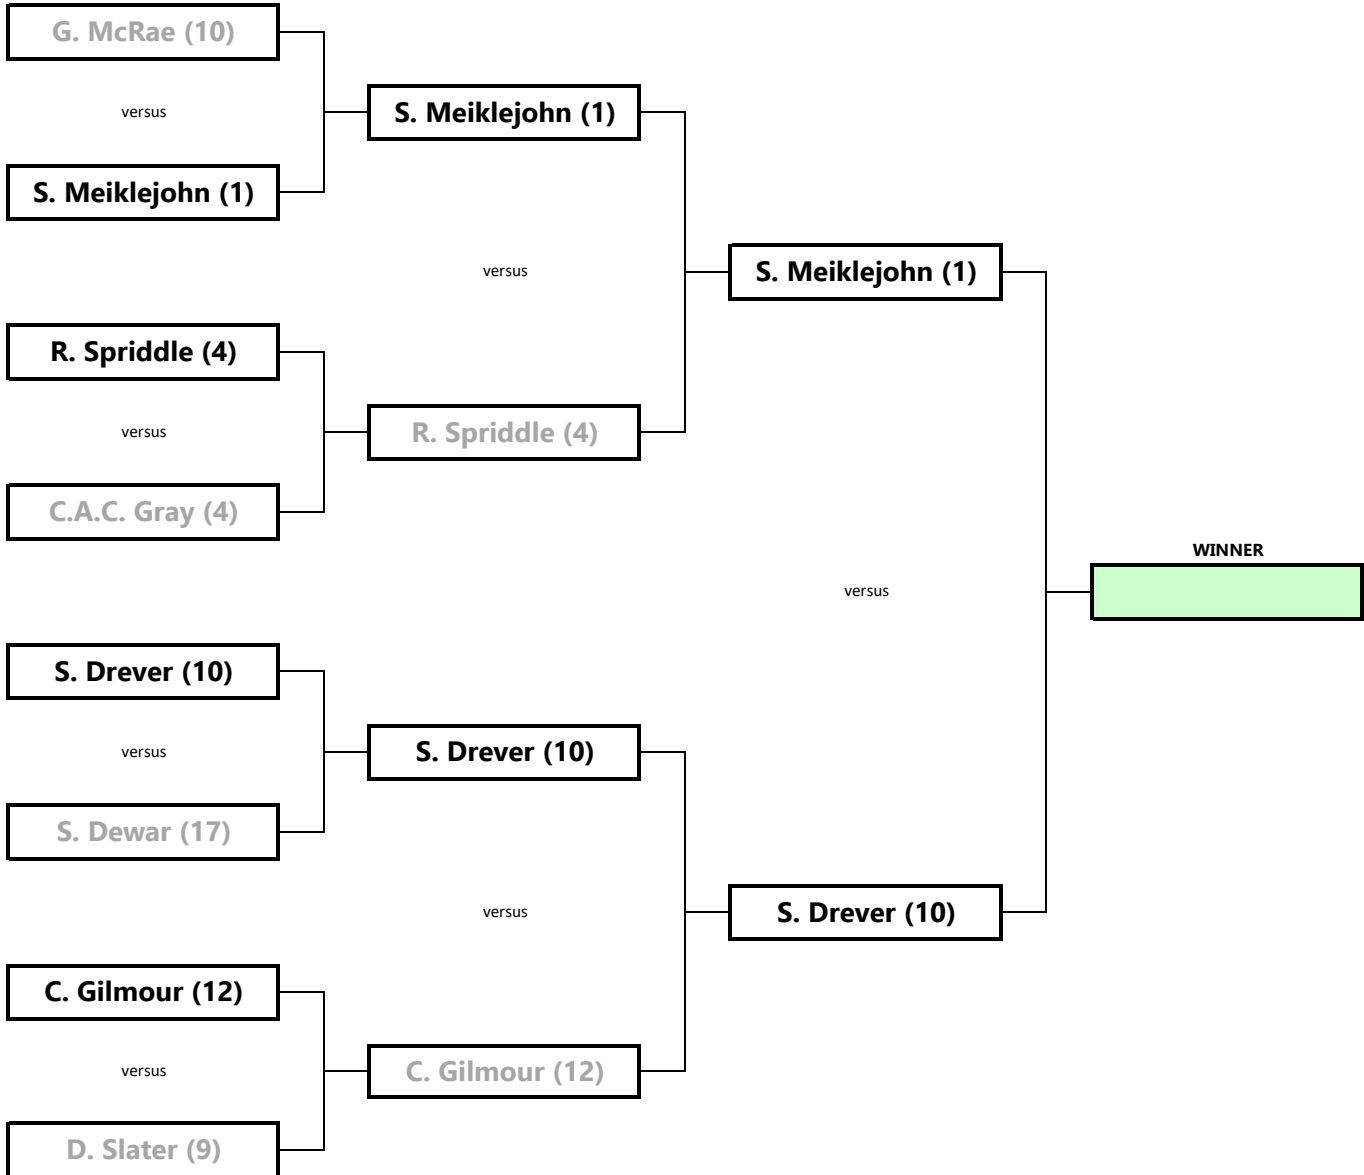 G. McRae (10)
versus
S. Meiklejohn (1)
R. Spriddle (4)
versus
C.A.C. Gray (4)
S. Drever (10)
versus
S. Dewar (17)
C. Gilmour (12)
versus
D. Slater (9)
S. Meiklejohn (1)
versus
R. Spriddle (4)
S. Drever (10)
versus
C. Gilmour (12)
S. Meiklejohn (1)
versus
S. Drever (10)
WINNER